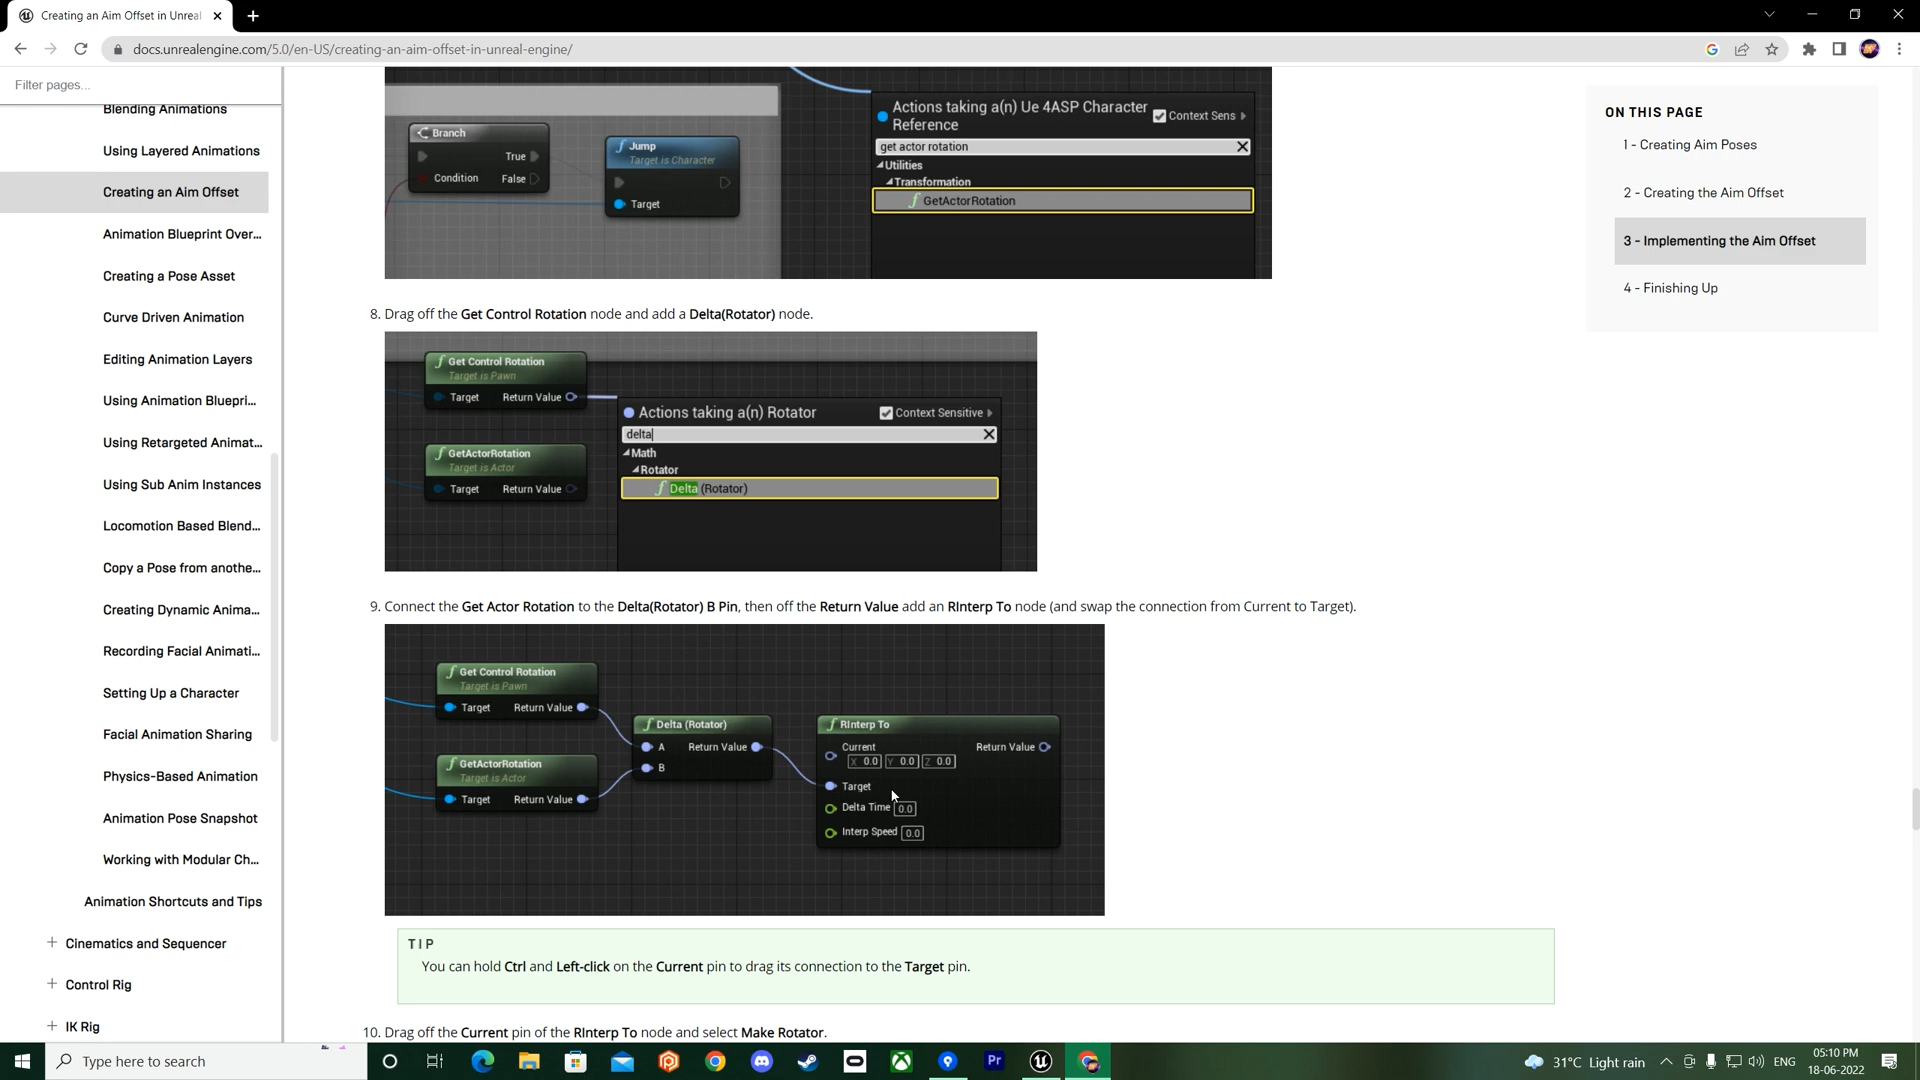 Creating an Aim Offset in Unreal
docs.unrealengine.com/5.0/en-US/creating-an-aim-offset-in-unreal-engine/
Filter pages...
Blending Animations
Using Layered Animations
Creating an Aim Offset
Animation Blueprint Over...
Creating a Pose Asset
Curve Driven Animation
Editing Animation Layers
Using Animation Bluepri...
Using Retargeted Animat...
Using Sub Anim Instances
Locomotion Based Blend...
Copy a Pose from anothe...
Creating Dynamic Anima...
Recording Facial Animati...
Setting Up a Character
Facial Animation Sharing
Physics-Based Animation
Animation Pose Snapshot
Working with Modular Ch...
Animation Shortcuts and Tips
Cinematics and Sequencer
Control Rig
IK Rig
Branch
True
Condition False
Jump
Target is Character
Target
Actions taking a(n) Ue 4ASP Character
Reference
Context Sens
get actor rotation
Utilities
Transformation
f GetActorRotation
8. Drag off the Get Control Rotation node and add a Delta(Rotator) node.
f Get Control Rotation
Target is Pawn
Target Return Value
f GetActorRotation
Target is Actor
Target Return Value
Actions taking a(n) Rotator
Context Sensitive
delta
Math
Rotator
f Delta (Rotator)
9. Connect the Get Actor Rotation to the Delta(Rotator) B Pin, then off the Return Value add an RInterp To node (and swap the connection from Current to Target).
f Get Control Rotation
Target is Pawn
Target Return Value
f GetActorRotation
Target is Actor
Target Return Value
f Delta (Rotator)
A Return Value
B
f RInterp To
Current Return Value
X 0.0 Y 0.0 Z 0.0
Target
Delta Time 0.0
Interp Speed 0.0
TIP
You can hold Ctrl and Left-click on the Current pin to drag its connection to the Target pin.
10. Drag off the Current pin of the RInterp To node and select Make Rotator.
ON THIS PAGE
1 - Creating Aim Poses
2 - Creating the Aim Offset
3 - Implementing the Aim Offset
4 - Finishing Up
Type here to search
Pr
31°C Light rain
ENG
05:10 PM
18-06-2022